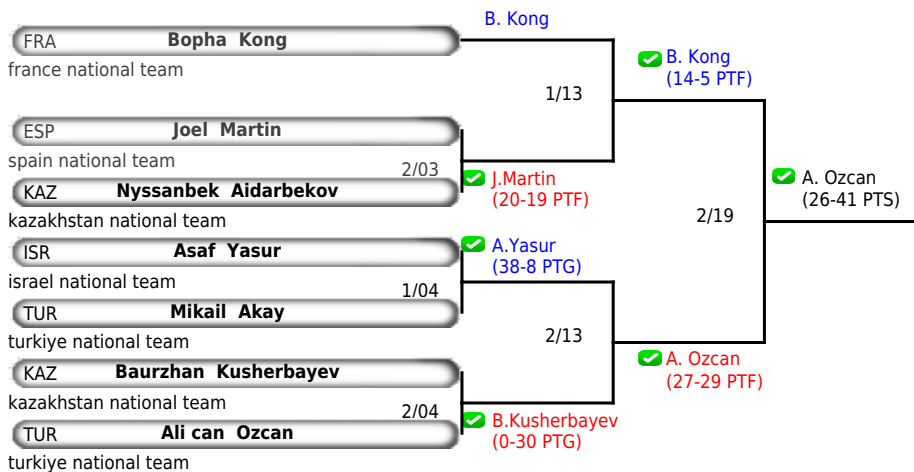 B. Kong
FRA Bopha Kong
france national team
B. Kong
(14-5 PTF)
1/13
ESP Joel Martin
spain national team
2/03
J.Martin
(20-19 PTF)
KAZ Nyssanbek Aidarbekov
kazakhstan national team
A. Ozcan
(26-41 PTS)
2/19
ISR Asaf Yasur
israel national team
A.Yasur
(38-8 PTG)
1/04
TUR Mikail Akay
turkiye national team
2/13
A. Ozcan
(27-29 PTF)
KAZ Baurzhan Kusherbayev
kazakhstan national team
2/04
B.Kusherbayev
(0-30 PTG)
TUR Ali can Ozcan
turkiye national team